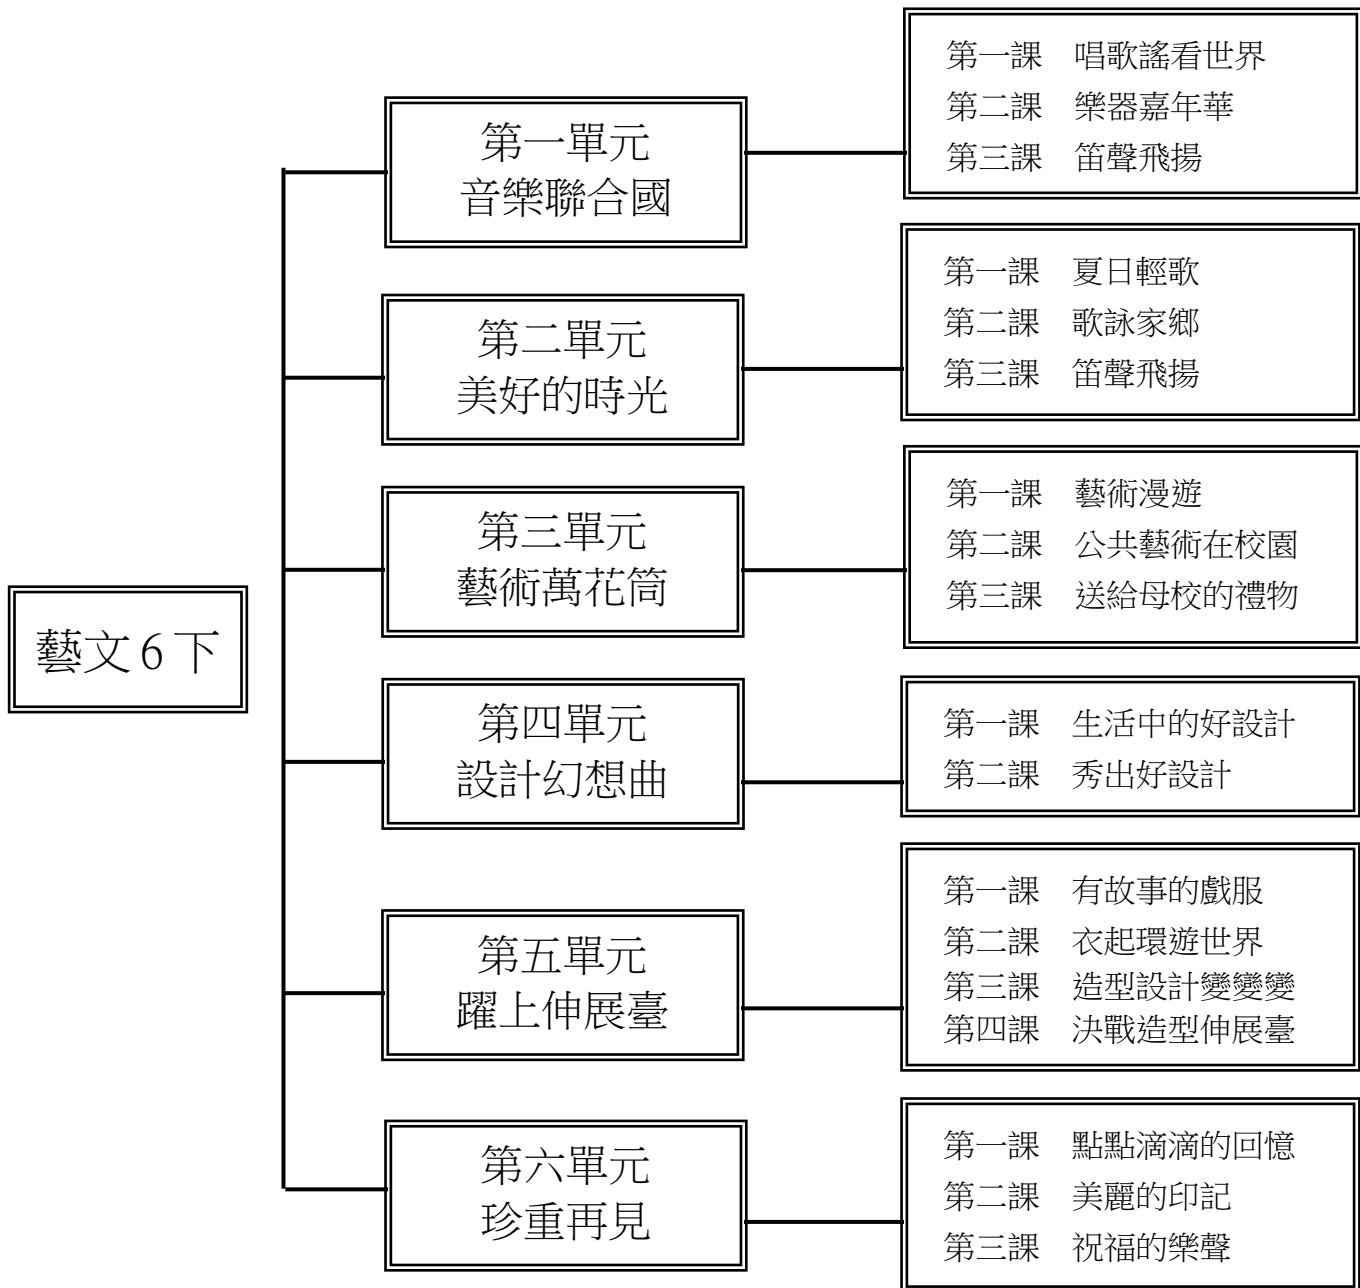 藝文6下
第一單元
音樂聯合國
第一課　唱歌謠看世界
第二課　樂器嘉年華
第三課　笛聲飛揚
第二單元
美好的時光
第一課　夏日輕歌
第二課　歌詠家鄉
第三課　笛聲飛揚
第三單元
藝術萬花筒
第一課　藝術漫遊
第二課　公共藝術在校園
第三課　送給母校的禮物
第四單元
設計幻想曲
第一課　生活中的好設計
第二課　秀出好設計
第五單元
躍上伸展臺
第一課　有故事的戲服
第二課　衣起環遊世界
第三課　造型設計變變變
第四課　決戰造型伸展臺
第六單元
珍重再見
第一課　點點滴滴的回憶
第二課　美麗的印記
第三課　祝福的樂聲